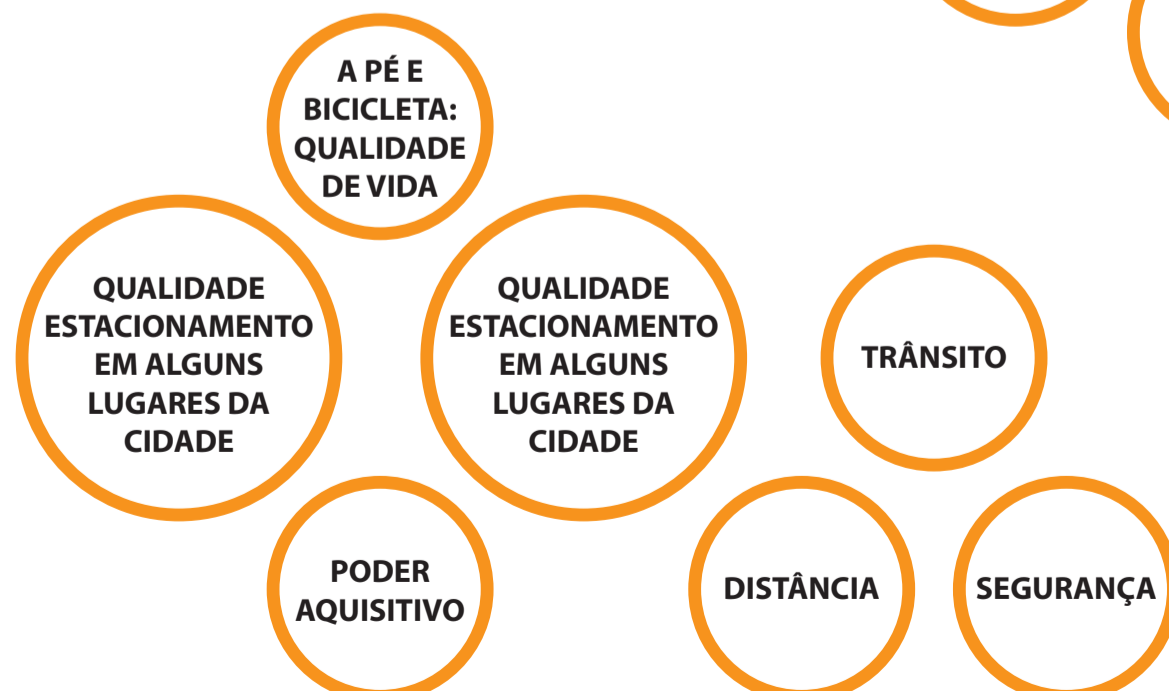 A PÉ E
BICICLETA:
QUALIDADE
DE VIDA
QUALIDADE
ESTACIONAMENTO
EM ALGUNS
LUGARES DA
CIDADE
QUALIDADE
ESTACIONAMENTO
EM ALGUNS
LUGARES DA
CIDADE
TRÂNSITO
PODER
AQUISITIVO
DISTÂNCIA
SEGURANÇA